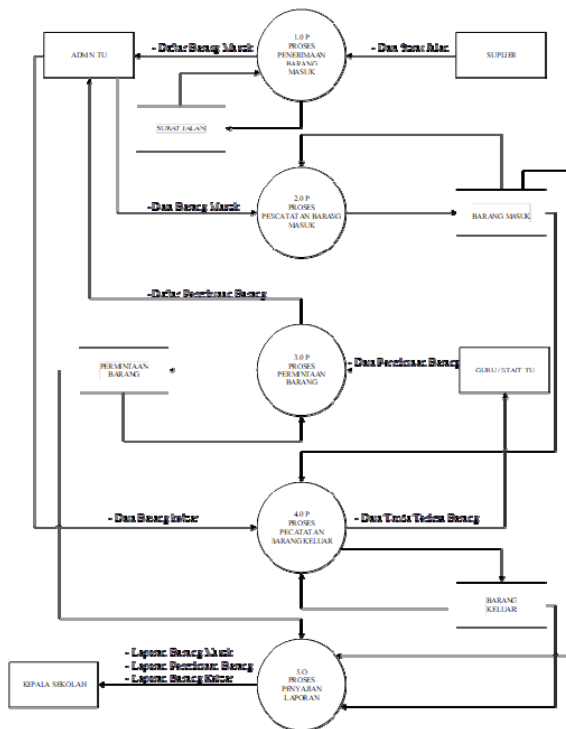 ADMN TU
- Daftar Barang Masuk
1.0 P
PROSES
PENERIMAAN
BARANG
MASUK
- Data Surat Jalan
SUPLIER
SURAT JALAN
-Data Barang Masuk
2.0 P
PROSES
PENCATATAN BARANG
MASUK
BARANG MASUK
-Daftar Permintaan Barang
PERMINTAAN
BARANG
3.0 P
PROSES
PERMINTAAN
BARANG
- Data Permintaan Barang
GURU / STAFF TU
- Data Barang keluar
4.0 P
PROSES
PECATATAN
BARANG KELUAR
- Data Tanda Terima Barang
BARANG
KELUAR
- Laporan Barang Masuk
- Laporan Permintaan Barang
- Laporan Barang Keluar
KEPALA SEKOLAH
5.O
PROSES
PENYAJIAN
LAPORAN